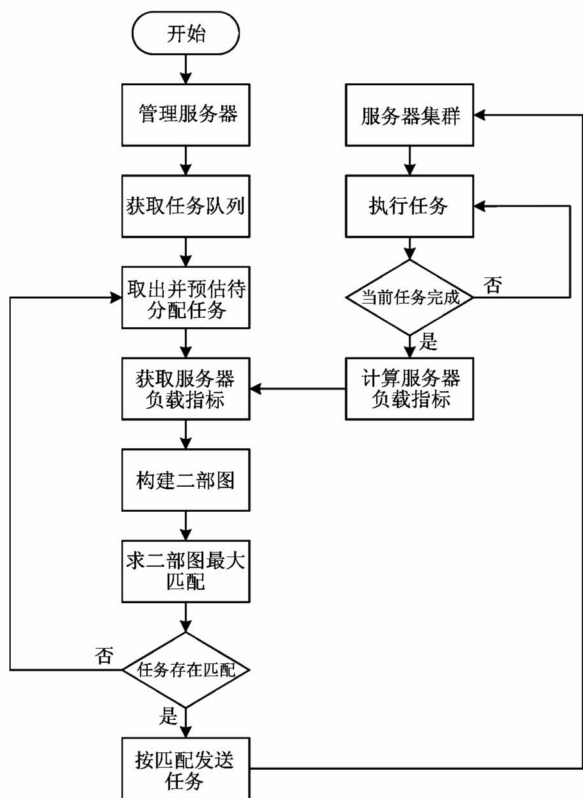 开始
管理服务器
获取任务队列
取出并预估待
分配任务
获取服务器
负载指标
构建二部图
求二部图最大
匹配
任务存在匹配
否
是
按匹配发送
任务
服务器集群
执行任务
当前任务完成
否
是
计算服务器
负载指标